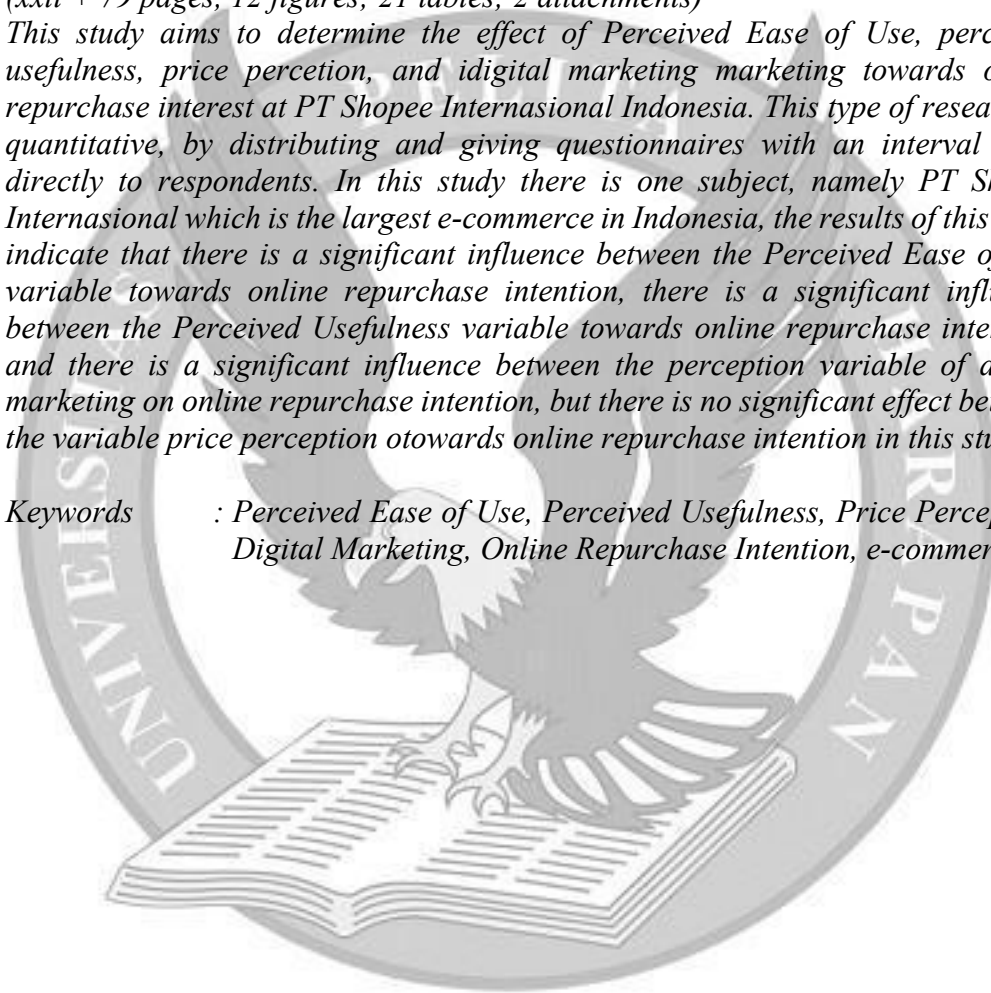 (xxii + 79 pages; 12 figures; 21 tables; 2 attachments)
This study aims to determine the effect of Perceived Ease of Use, perc
usefulness, price percetion, and idigital marketing marketing towards o
repurchase interest at PT Shopee Internasional Indonesia. This type of resea
quantitative, by distributing and giving questionnaires with an interval
directly to respondents. In this study there is one subject, namely PT Sh
Internasional which is the largest e-commerce in Indonesia, the results of this
indicate that there is a significant influence between the Perceived Ease of
variable towards online repurchase intention, there is a significant influ
between the Perceived Usefulness variable towards online repurchase inter
and there is a significant influence between the perception variable of d
marketing on online repurchase intention, but there is no significant effect be
the variable price perception otowards online repurchase intention in this stu
Keywords : Perceived Ease of Use, Perceived Usefulness, Price Percep
Digital Marketing, Online Repurchase Intention, e-commer
UNIVERSITAS PELITA HARAPAN